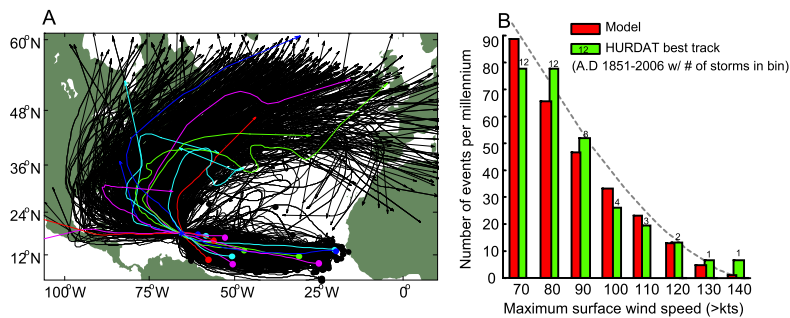 A
60°N
48°N
36°N
24°N
12°N
100°W
75°W
50°W
25°W
0°
B
Model
12 HURDAT best track
(A.D 1851-2006 w/ # of storms in bin)
Number of events per millennium
90
80
70
60
50
40
30
20
10
0
12
12
6
4
3
2
1
1
70 80 90 100 110 120 130 140
Maximum surface wind speed (>kts)